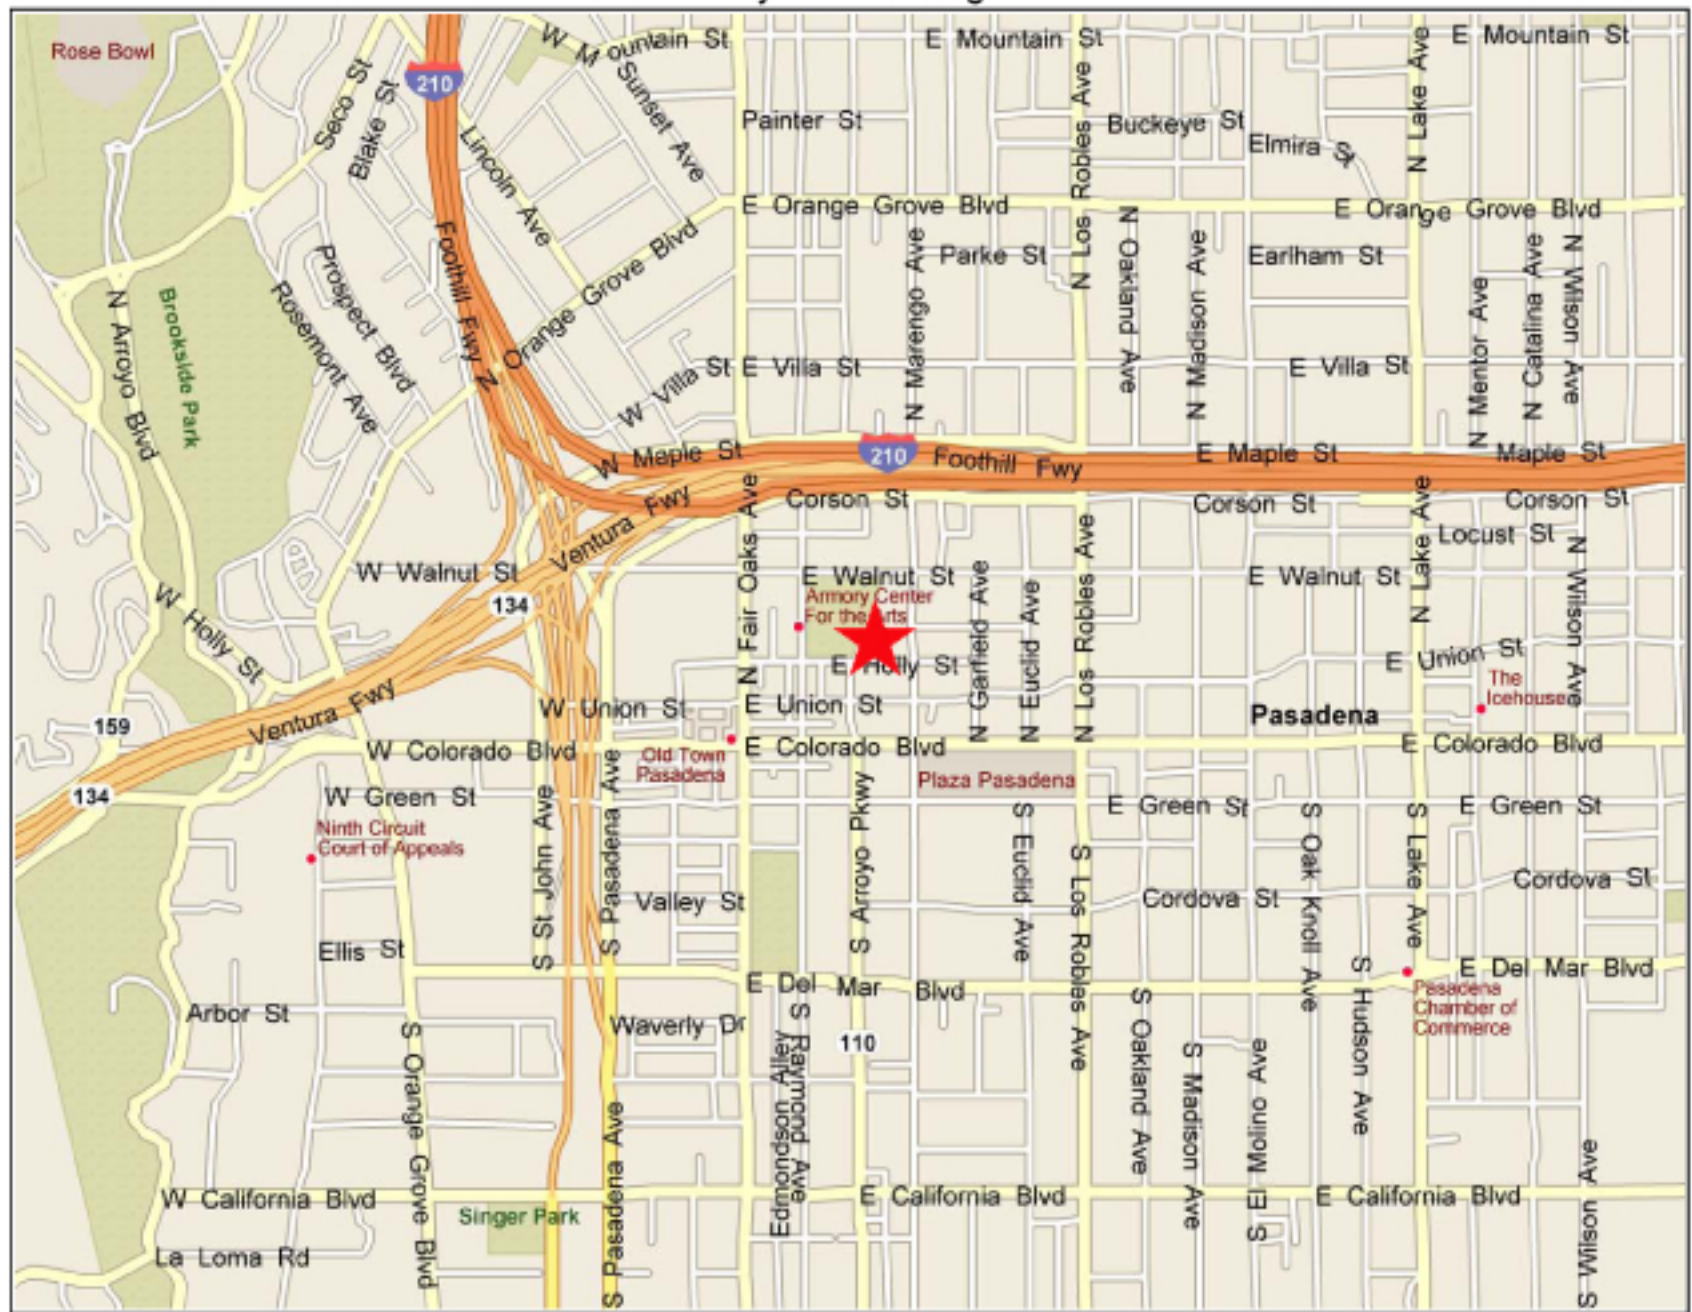 Rose Bowl
210
W Mountain St
E Mountain St
E Mountain St
Seco St
Blake St
Sunset Ave
Lincoln Ave
Painter St
N Los Robles Ave
Buckeye St
Elmira St
N Lake Ave
E Orange Grove Blvd
E Orange Grove Blvd
Orange Grove Blvd
Foothill Fwy N
Prospect Blvd
Rosemont Ave
N Arroyo Blvd
Brookside Park
N Marengo Ave
Parke St
N Oakland Ave
N Madison Ave
Earlham St
N Mentor Ave
N Catalina Ave
N Wilson Ave
W Villa St
E Villa St
E Villa St
W Maple St
210
Foothill Fwy
E Maple St
Maple St
Ventura Fwy
Corson St
Corson St
Corson St
Locust St
N Fair Oaks Ave
N Lake Ave
W Walnut St
E Walnut St
E Walnut St
134
W Holly St
Armory Center
For the Arts
N Garfield Ave
N Euclid Ave
N Los Robles Ave
N Wilson Ave
E Holly St
E Union St
The
Icehouse
Ventura Fwy
159
W Union St
E Union St
Pasadena
W Colorado Blvd
Old Town
Pasadena
E Colorado Blvd
E Colorado Blvd
Plaza Pasadena
134
W Green St
E Green St
E Green St
Ninth Circuit
Court of Appeals
S St John Ave
S Pasadena Ave
S Arroyo Pkwy
S Euclid Ave
S Los Robles Ave
S Oak Knoll Ave
S Lake Ave
Valley St
Cordova St
Cordova St
Ellis St
E Del Mar Blvd
E Del Mar Blvd
Pasadena
Chamber of
Commerce
Arbor St
Waverly Dr
110
S Orange Grove Blvd
Edmondson Alley
S Raymond Ave
S Oakland Ave
S Madison Ave
S El Molino Ave
S Hudson Ave
S Wilson Ave
S Pasadena Ave
W California Blvd
E California Blvd
E California Blvd
Singer Park
La Loma Rd